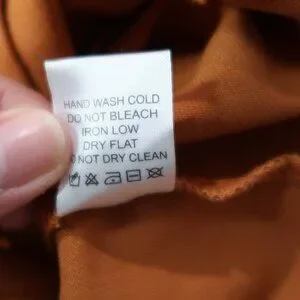 HAND WASH COLD
DO NOT BLEACH
IRON LOW
DRY FLAT
NOT DRY CLEAN